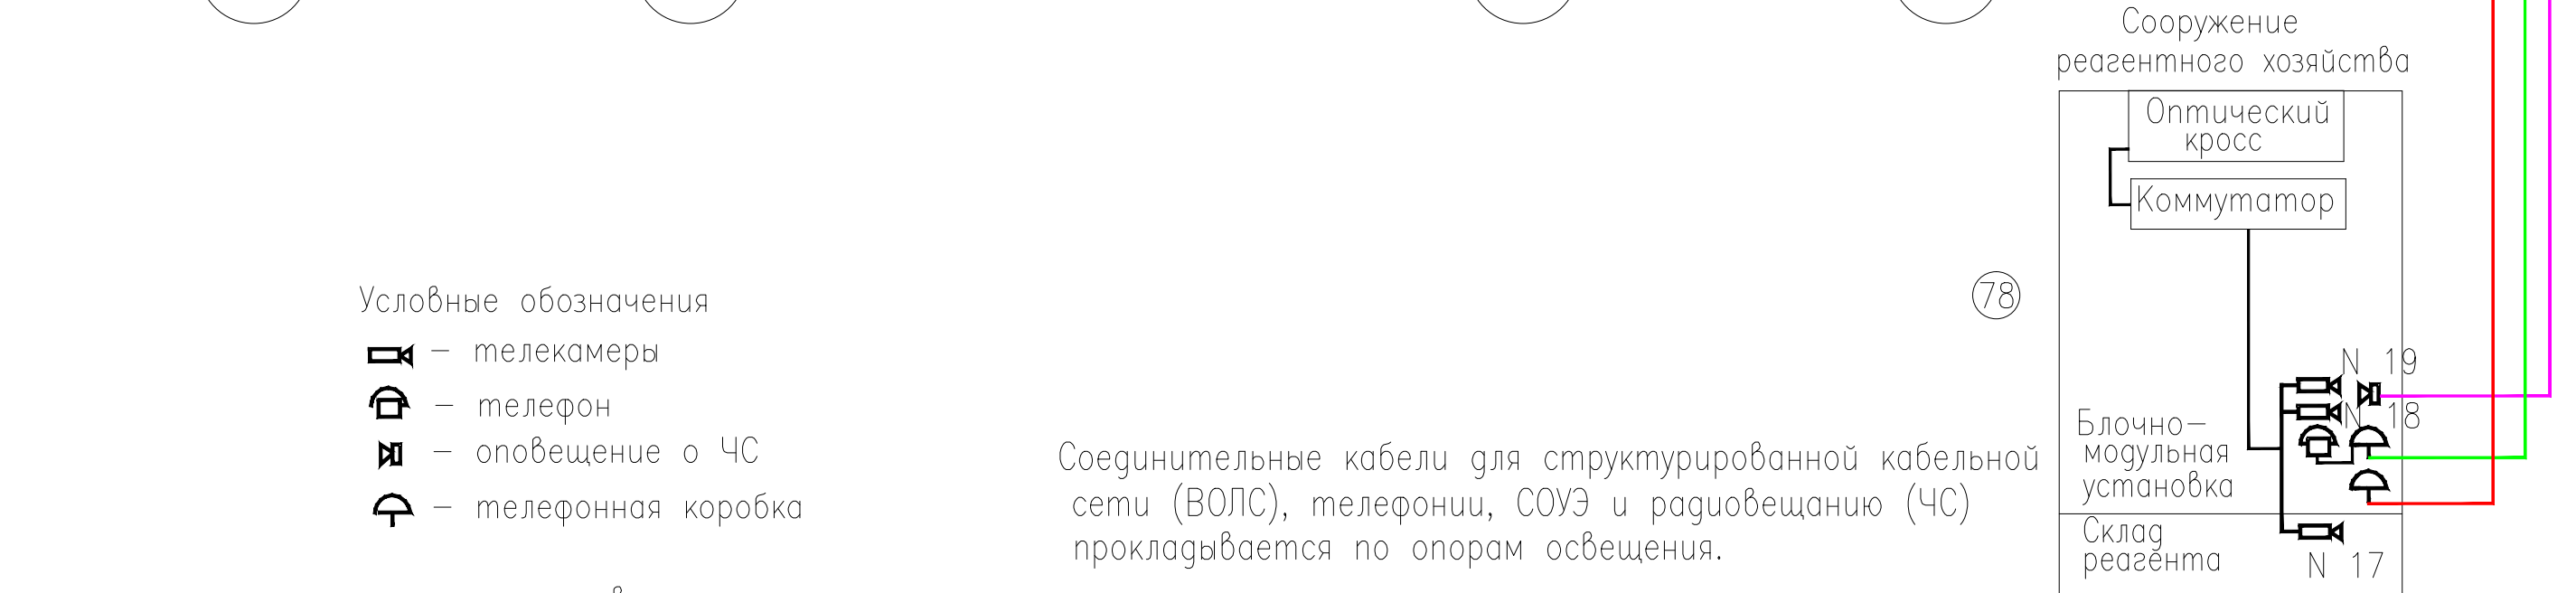 Сооружение
реагентного хозяйства
Оптический
кросс
Коммутатор
78
Условные обозначения
– телекамеры
– телефон
– оповещение о ЧС
– телефонная коробка
Соединительные кабели для структурированной кабельной
сети (ВОЛС), телефонии, СОУЭ и радиовещанию (ЧС)
прокладывается по опорам освещения.
N 19
N 18
Блочно–
модульная
установка
Склад
реагента
N 17